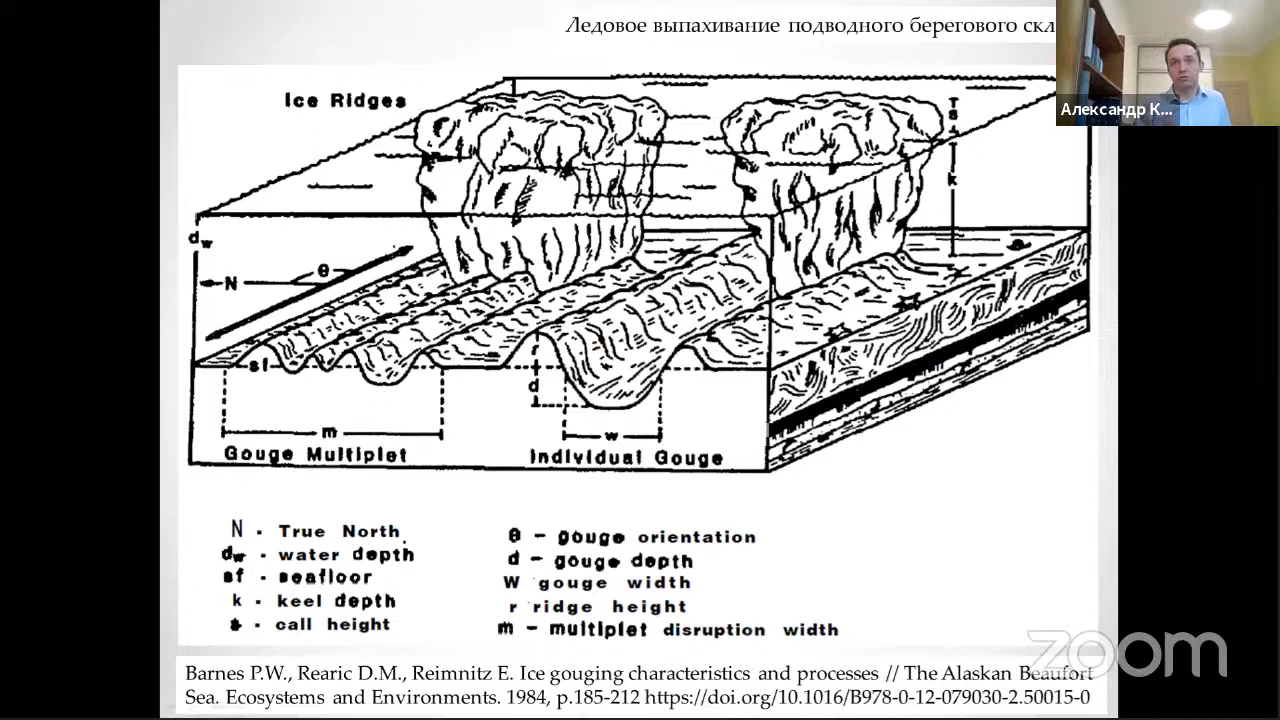 Ледовое выпахивание подводного берегового скл
Александр К...
Ice Ridges
s
k
dw
N
θ
sf
r
d
m
w
Gouge Multiplet
Individual Gouge
N - True North
dw - water depth
sf - seafloor
k - keel depth
s - call height
θ - gouge orientation
d - gouge depth
W gouge width
r ridge height
m - multiplet disruption width
zoom
Barnes P.W., Rearic D.M., Reimnitz E. Ice gouging characteristics and processes // The Alaskan Beaufort
Sea. Ecosystems and Environments. 1984, p.185-212 https://doi.org/10.1016/B978-0-12-079030-2.50015-0